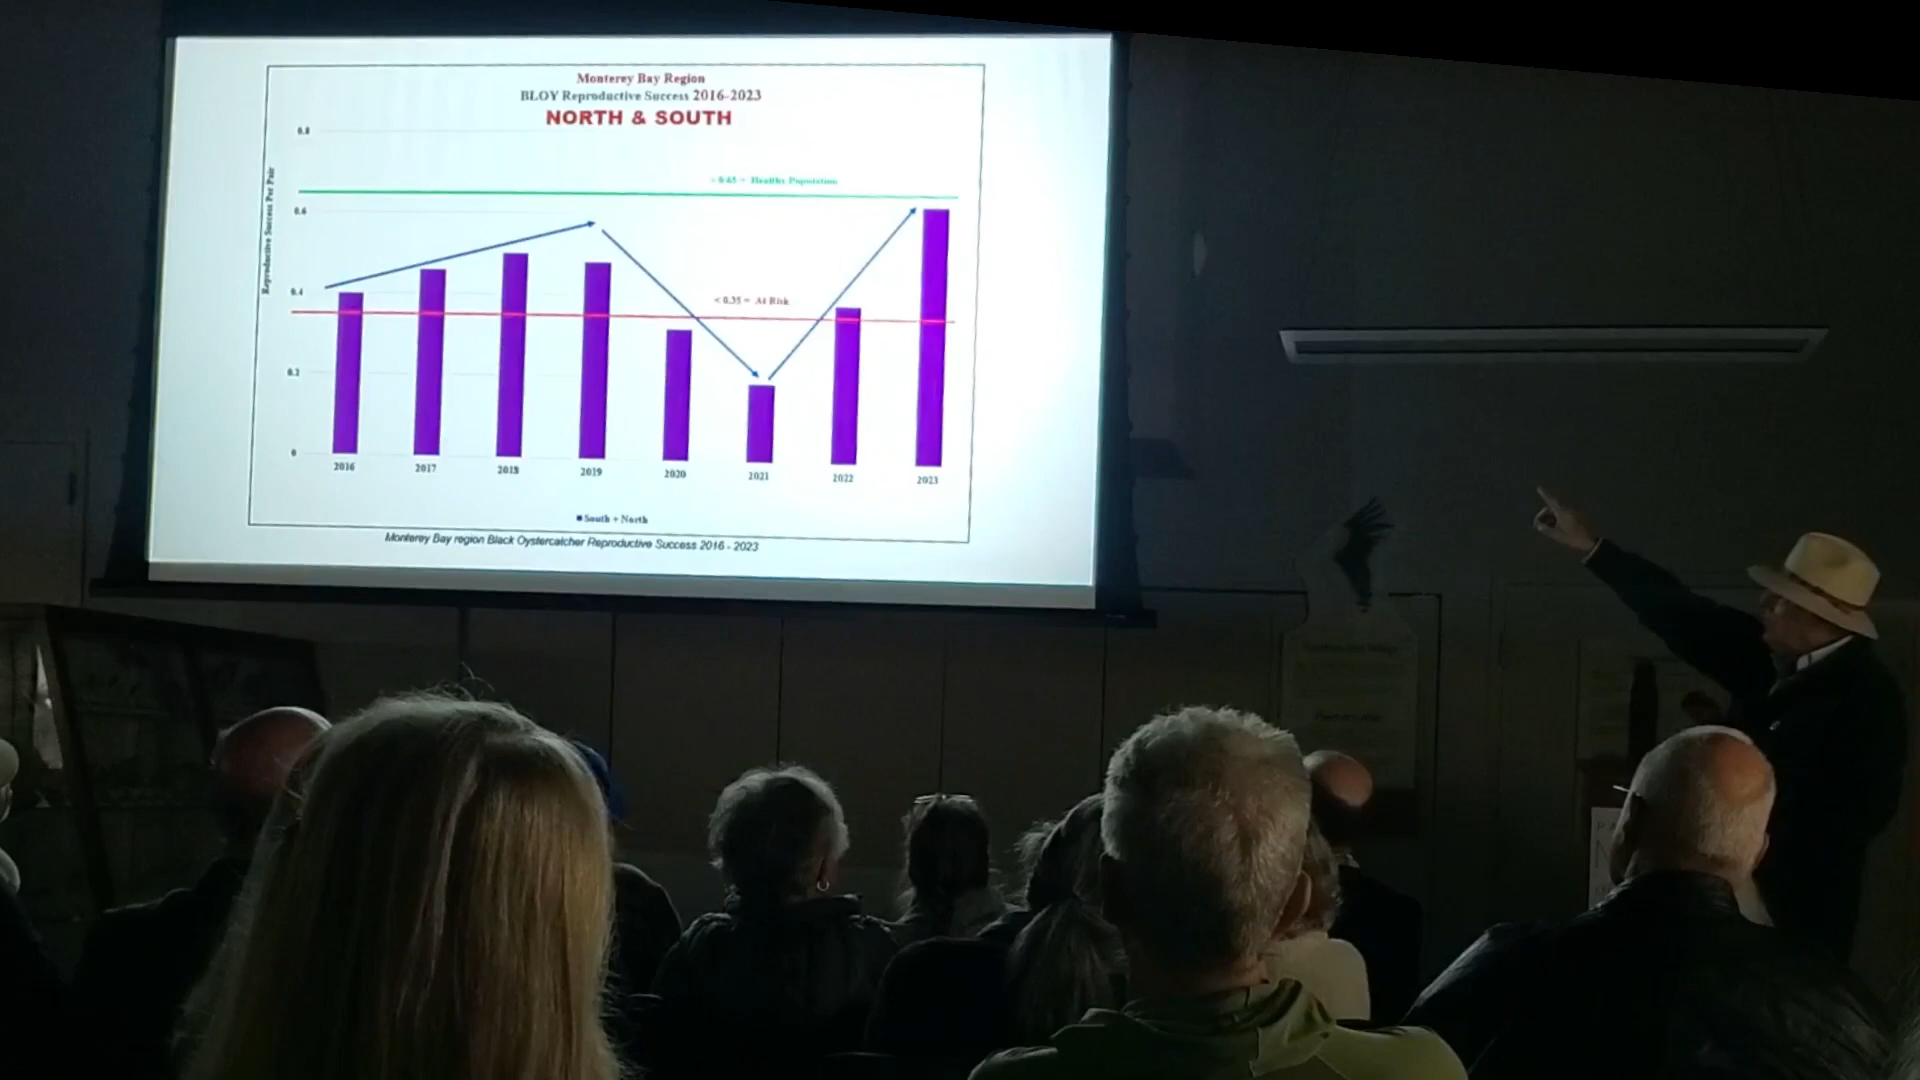 Monterey Bay Region
BLOY Reproductive Success 2016-2023
NORTH & SOUTH
Reproductive Success Per Pair
0.8
0.6
0.4
0.2
0
> 0.65 = Healthy Population
< 0.35 = At Risk
2016 2017 2018 2019 2020 2021 2022 2023
South + North
Monterey Bay region Black Oystercatcher Reproductive Success 2016 - 2023